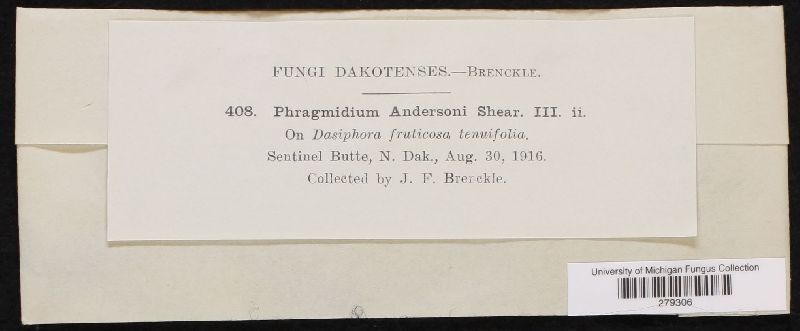 FUNGI DAKOTENSES.—BRENCKLE.
408. Phragmidium Andersoni Shear. III. ii.
On Dasiphora fruticosa tenuifolia.
Sentinel Butte, N. Dak., Aug. 30, 1916.
Collected by J. F. Brenckle.
University of Michigan Fungus Collection
279306